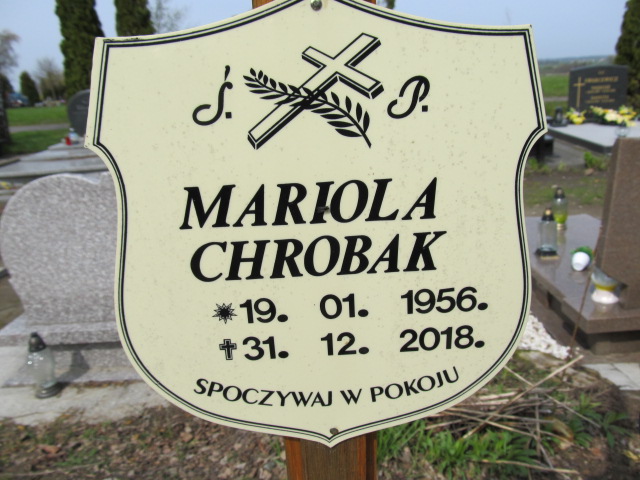 Ś. P.
MARIOLA
CHROBAK
19. 01. 1956.
31. 12. 2018.
SPOCZYWAJ W POKOJU